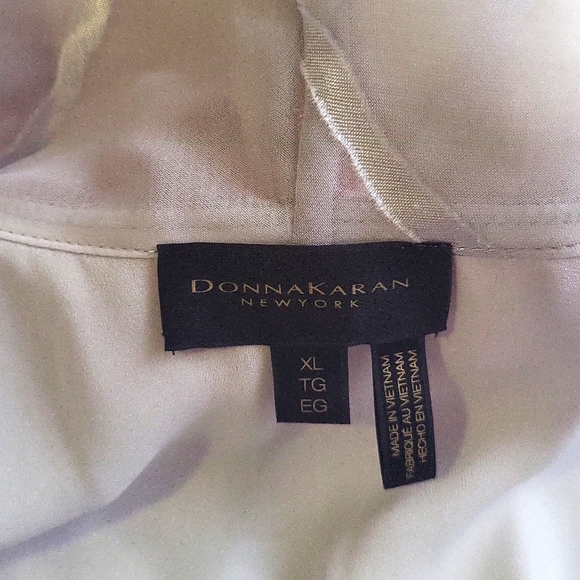 DONNAKARAN
NEWYORK
XL
TG
EG
MADE IN VIETNAM
FABRIQUÉ AU VIETNAM
HECHO EN VIETNAM